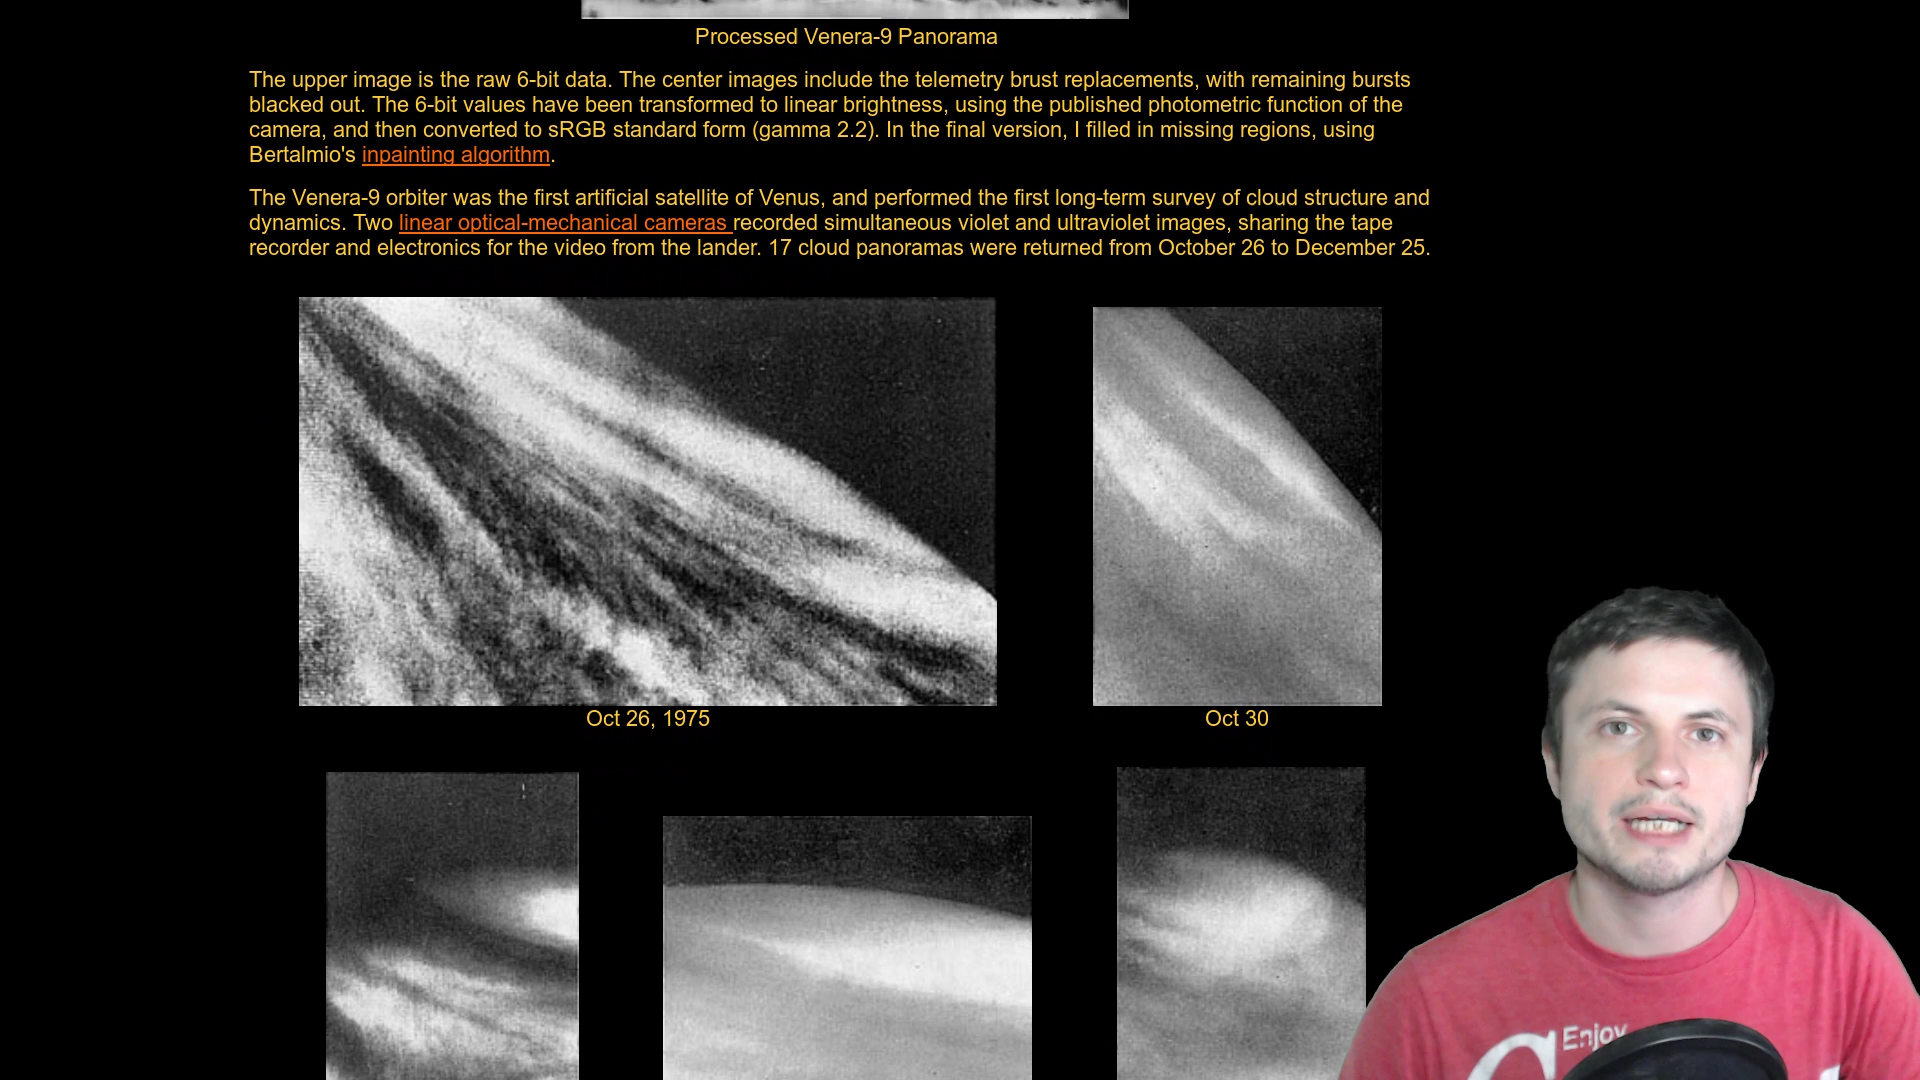 Processed Venera-9 Panorama
The upper image is the raw 6-bit data. The center images include the telemetry brust replacements, with remaining bursts
blacked out. The 6-bit values have been transformed to linear brightness, using the published photometric function of the
camera, and then converted to sRGB standard form (gamma 2.2). In the final version, I filled in missing regions, using
Bertalmio's inpainting algorithm.
The Venera-9 orbiter was the first artificial satellite of Venus, and performed the first long-term survey of cloud structure and
dynamics. Two linear optical-mechanical cameras recorded simultaneous violet and ultraviolet images, sharing the tape
recorder and electronics for the video from the lander. 17 cloud panoramas were returned from October 26 to December 25.
Oct 26, 1975
Oct 30
Enjoy